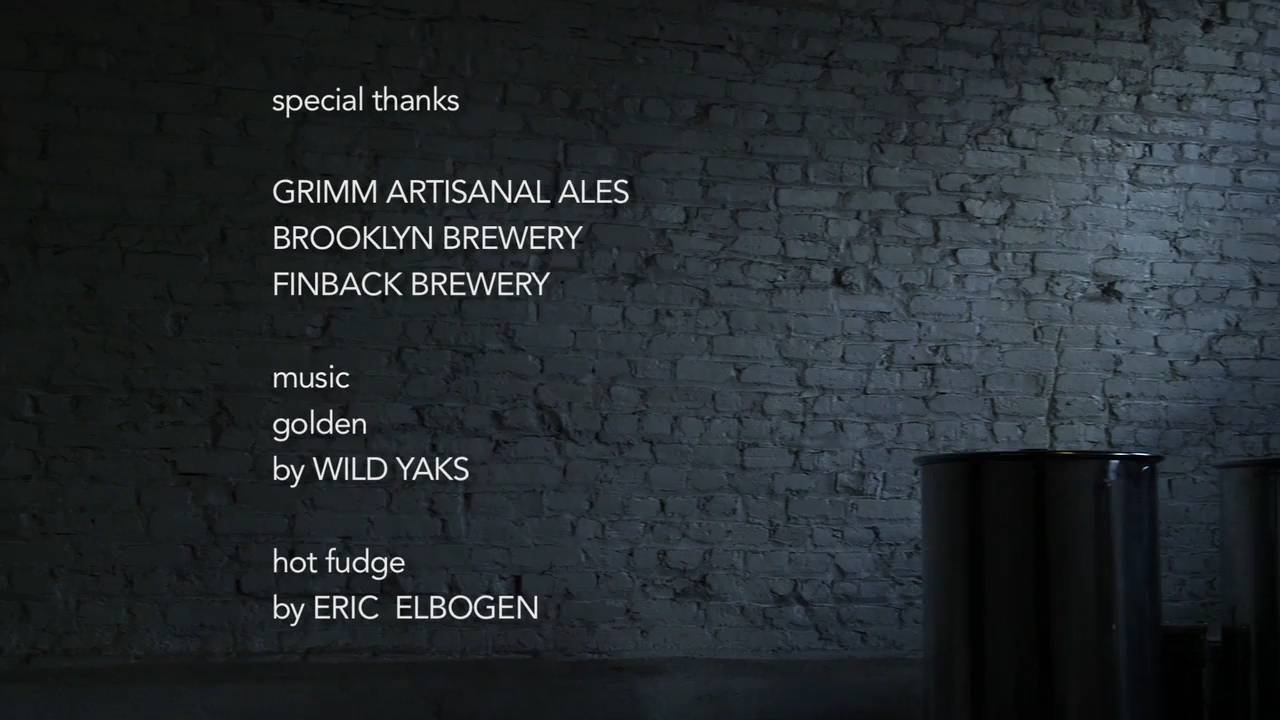 special thanks
GRIMM ARTISANAL ALES
BROOKLYN BREWERY
FINBACK BREWERY
music
golden
by WILD YAKS
hot fudge
by ERIC  ELBOGEN